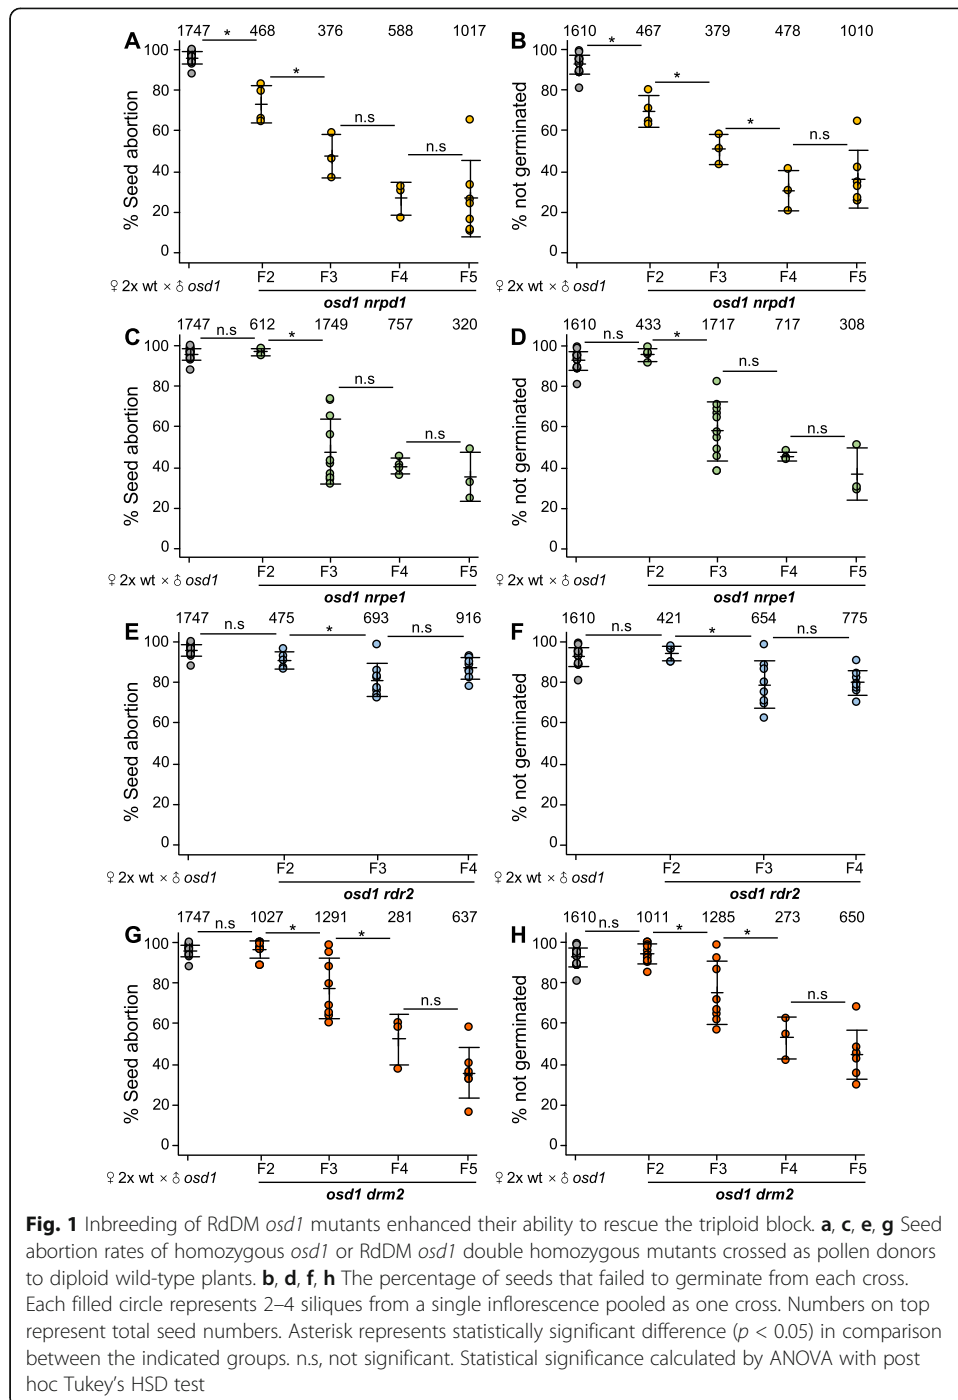 A
1747 468 376 588 1017
* * n.s n.s
100
80
60
40
20
0
% Seed abortion
F2 F3 F4 F5
♀ 2x wt × ♂ osd1
osd1 nrpd1
B
1610 467 379 478 1010
* * * n.s
100
80
60
40
20
0
% not germinated
F2 F3 F4 F5
♀ 2x wt × ♂ osd1
osd1 nrpd1
C
1747 612 1749 757 320
n.s * n.s n.s
100
80
60
40
20
0
% Seed abortion
F2 F3 F4 F5
♀ 2x wt × ♂ osd1
osd1 nrpe1
D
1610 433 1717 717 308
n.s * n.s n.s
100
80
60
40
20
0
% not germinated
F2 F3 F4 F5
♀ 2x wt × ♂ osd1
osd1 nrpe1
E
1747 475 693 916
n.s * n.s
100
80
60
40
20
0
% Seed abortion
F2 F3 F4
♀ 2x wt × ♂ osd1
osd1 rdr2
F
1610 421 654 775
n.s * n.s
100
80
60
40
20
0
% not germinated
F2 F3 F4
♀ 2x wt × ♂ osd1
osd1 rdr2
G
1747 1027 1291 281 637
n.s * * n.s
100
80
60
40
20
0
% Seed abortion
F2 F3 F4 F5
♀ 2x wt × ♂ osd1
osd1 drm2
H
1610 1011 1285 273 650
n.s * * n.s
100
80
60
40
20
0
% not germinated
F2 F3 F4 F5
♀ 2x wt × ♂ osd1
osd1 drm2
Fig. 1 Inbreeding of RdDM osd1 mutants enhanced their ability to rescue the triploid block. a, c, e, g Seed
abortion rates of homozygous osd1 or RdDM osd1 double homozygous mutants crossed as pollen donors
to diploid wild-type plants. b, d, f, h The percentage of seeds that failed to germinate from each cross.
Each filled circle represents 2–4 siliques from a single inflorescence pooled as one cross. Numbers on top
represent total seed numbers. Asterisk represents statistically significant difference (p < 0.05) in comparison
between the indicated groups. n.s, not significant. Statistical significance calculated by ANOVA with post
hoc Tukey's HSD test